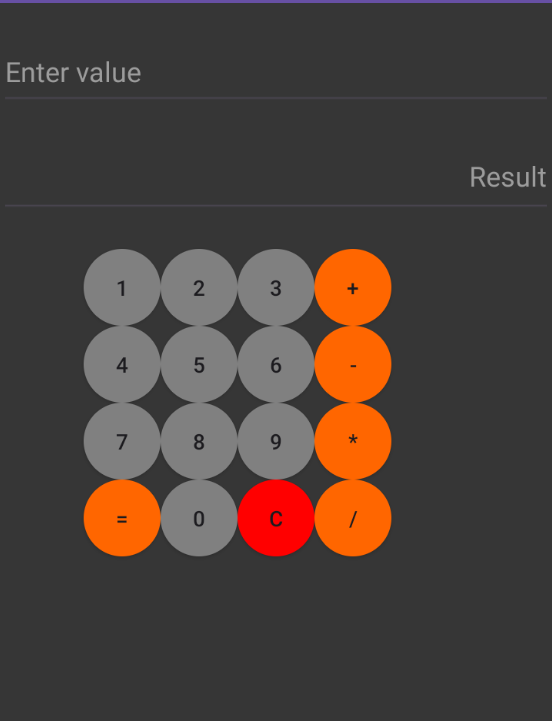 Enter value
Result
1 2 3 +
4 5 6 -
7 8 9 *
= 0 C /